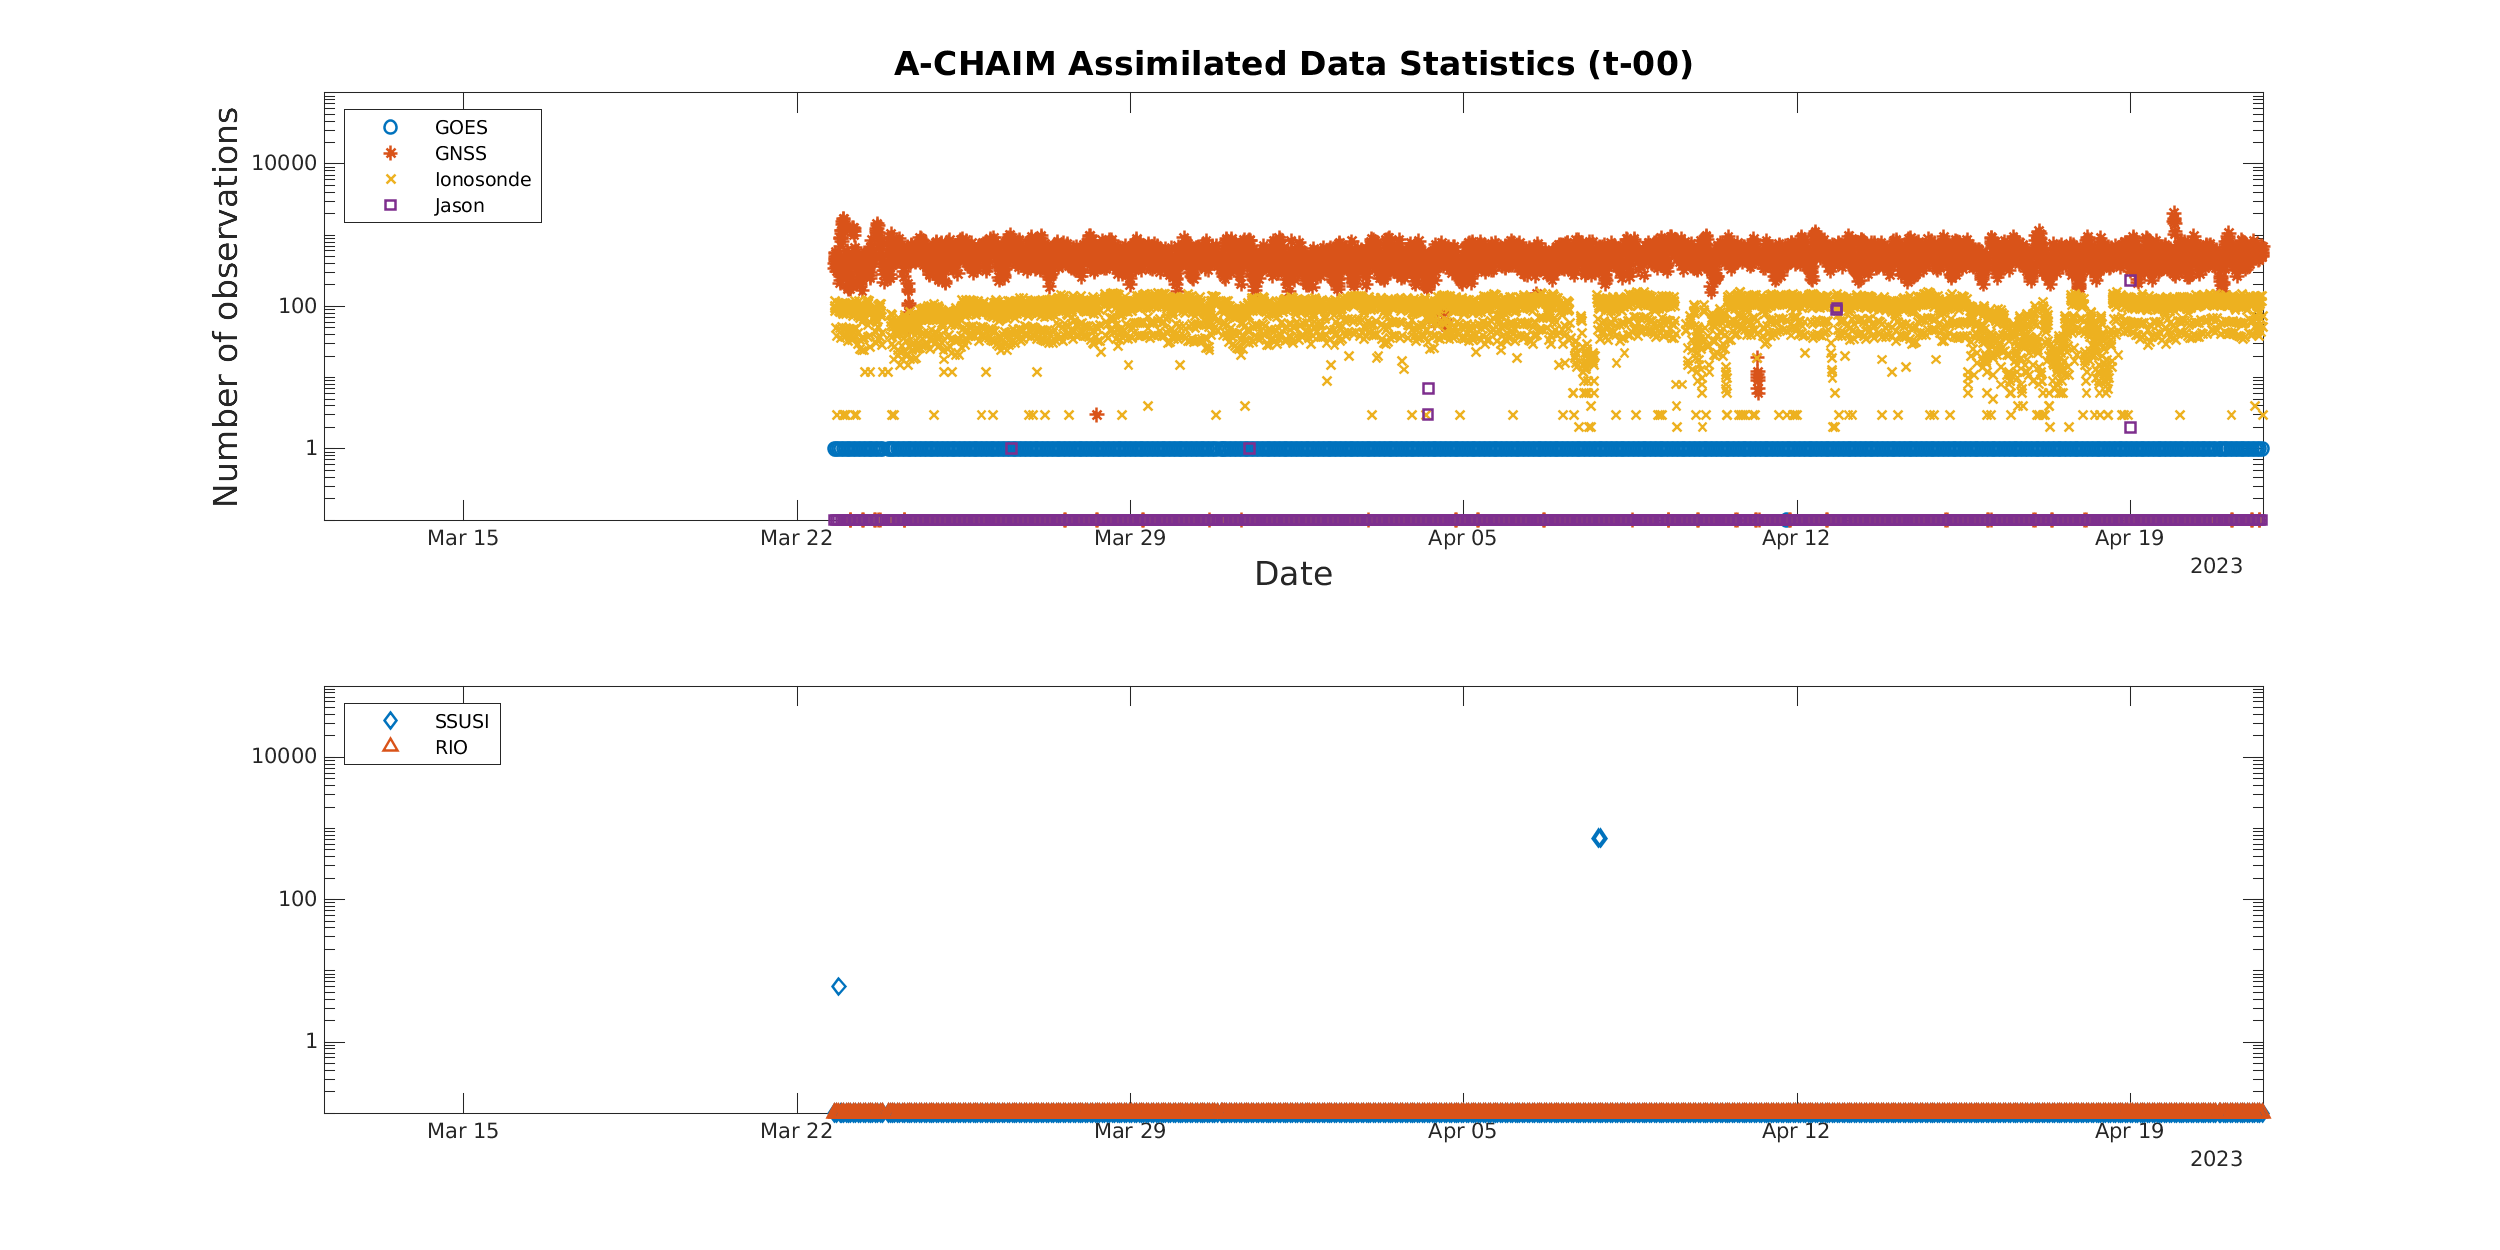 A-CHAIM Assimilated Data Statistics (t-00)
Number of observations
10000
100
1
GOES
GNSS
Ionosonde
Jason
Mar 15
Mar 22
Mar 29
Apr 05
Apr 12
Apr 19
2023
Date
10000
100
1
SSUSI
RIO
Mar 15
Mar 22
Mar 29
Apr 05
Apr 12
Apr 19
2023